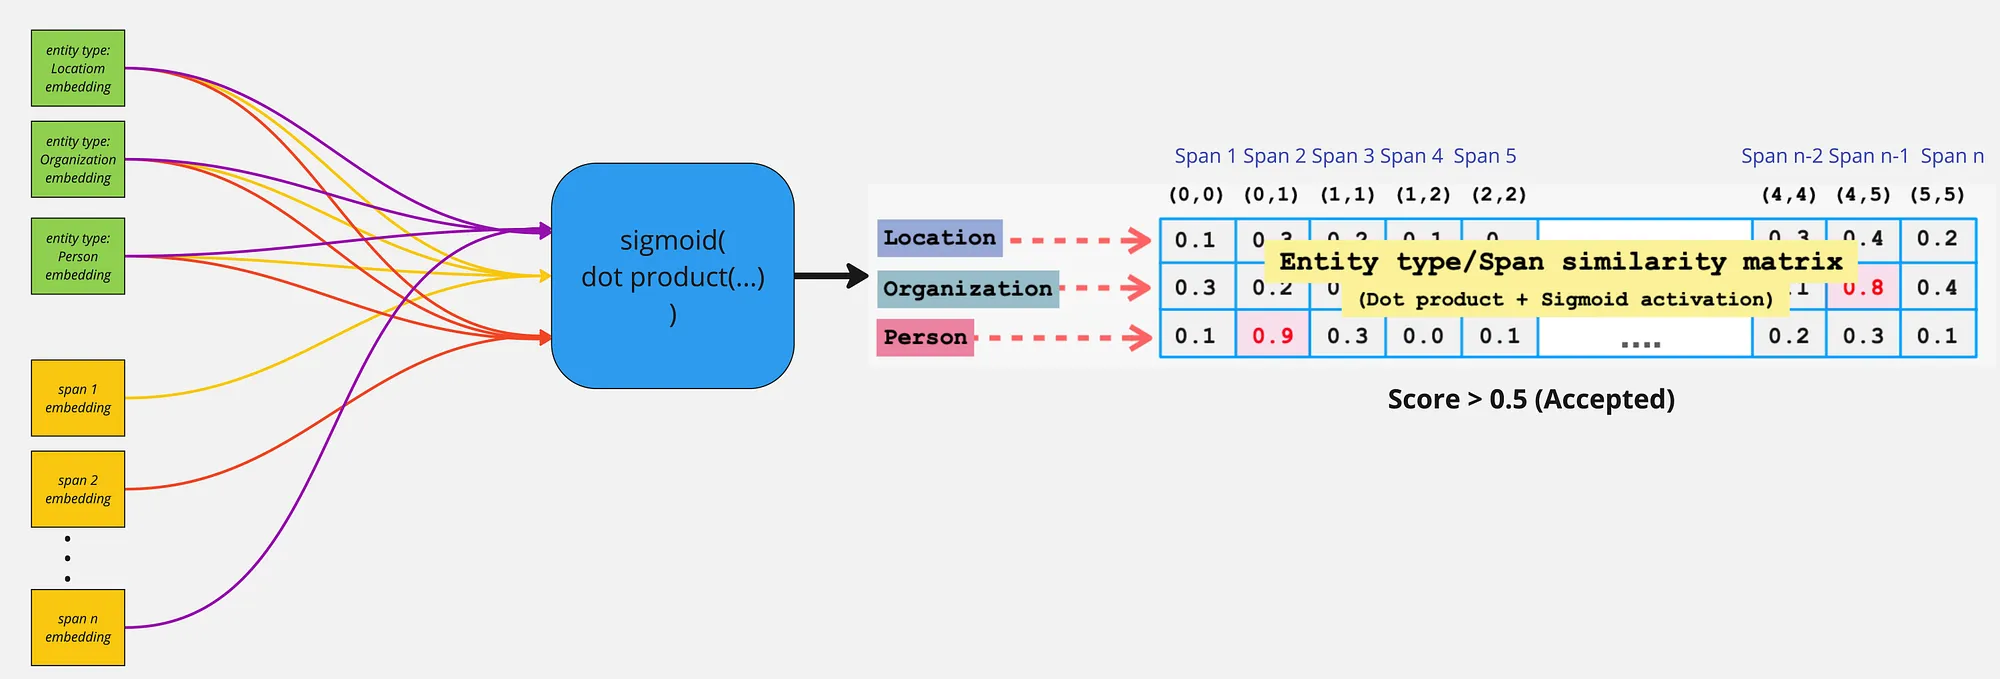 entity type:
Locatiom
embedding
entity type:
Organization
embedding
entity type:
Person
embedding
span 1
embedding
span 2
embedding
span n
embedding
sigmoid(
dot product(...)
)
Span 1 Span 2 Span 3 Span 4 Span 5 Span n-2 Span n-1 Span n
(0,0) (0,1) (1,1) (1,2) (2,2) (4,4) (4,5) (5,5)
Location 0.1 0.3 0.2 0.1 0.3 0.4 0.2
Entity type/Span similarity matrix
Organization 0.3 0.2 0.8 0.4
(Dot product + Sigmoid activation)
Person 0.1 0.9 0.3 0.0 0.1 .... 0.2 0.3 0.1
Score > 0.5 (Accepted)